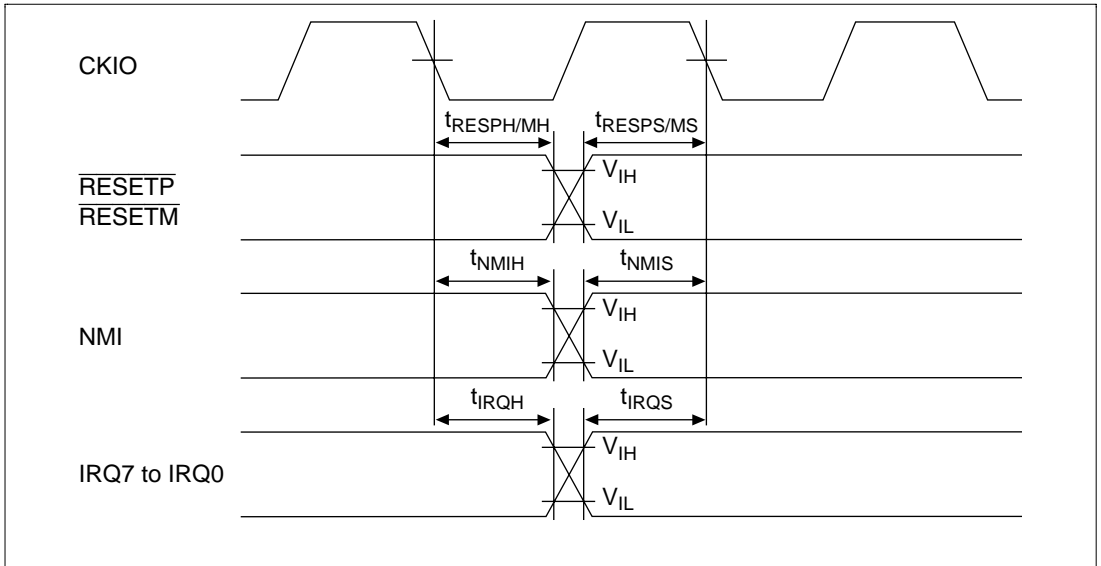 CKIO
tRESPH/MH tRESPS/MS
RESETP
RESETM
VIH
VIL
tNMIH tNMIS
NMI
VIH
VIL
tIRQH tIRQS
IRQ7 to IRQ0
VIH
VIL